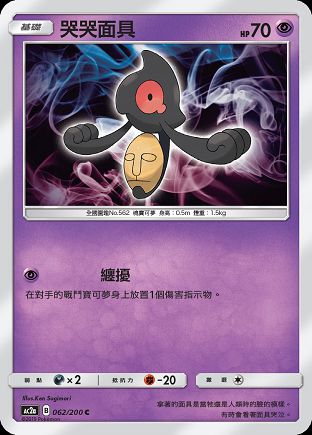 基礎
哭哭面具
HP70
全國圖鑑No.562 魂寶可夢 身高:0.5m 體重:1.5kg
纏擾
在對手的戰鬥寶可夢身上放置1個傷害指示物。
弱點 ×2 抵抗力 -20 撤退
Illus.Ken Sugimori
AC2a B 062/200 C
©2019 Pokémon
拿著的面具是當牠還是人類時的臉的模樣。
有時會看著面具哭泣。